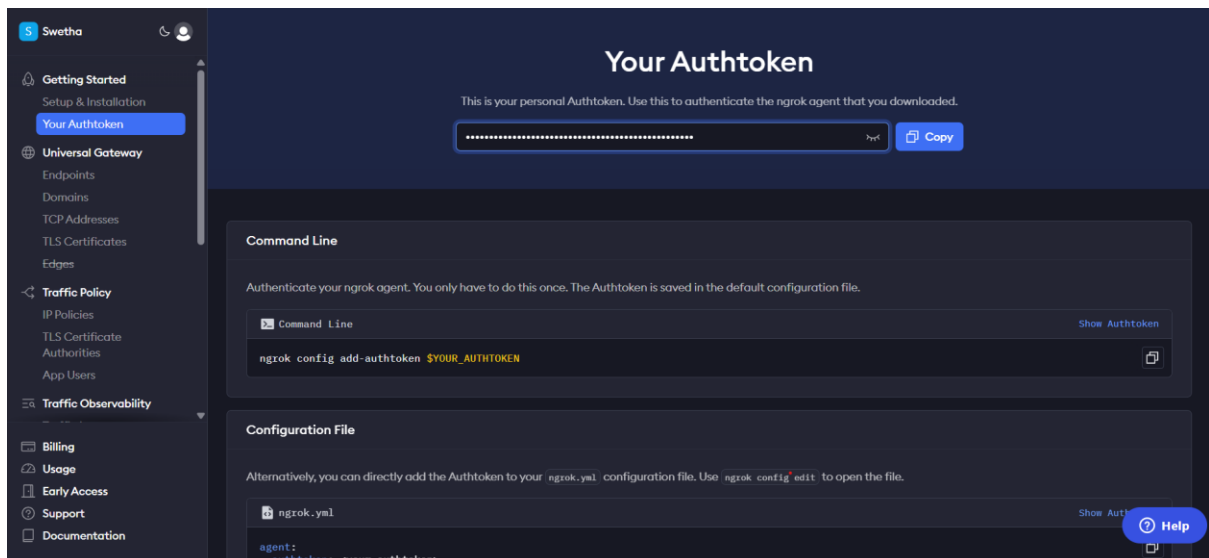 S Swetha
Getting Started
Setup & Installation
Your Authtoken
Universal Gateway
Endpoints
Domains
TCP Addresses
TLS Certificates
Edges
Traffic Policy
IP Policies
TLS Certificate
Authorities
App Users
Traffic Observability
Billing
Usage
Early Access
Support
Documentation
Your Authtoken
This is your personal Authtoken. Use this to authenticate the ngrok agent that you downloaded.
Copy
Command Line
Authenticate your ngrok agent. You only have to do this once. The Authtoken is saved in the default configuration file.
Command Line Show Authtoken
ngrok config add-authtoken $YOUR_AUTHTOKEN
Configuration File
Alternatively, you can directly add the Authtoken to your ngrok.yml configuration file. Use ngrok config edit to open the file.
ngrok.yml Show
agent:
Help